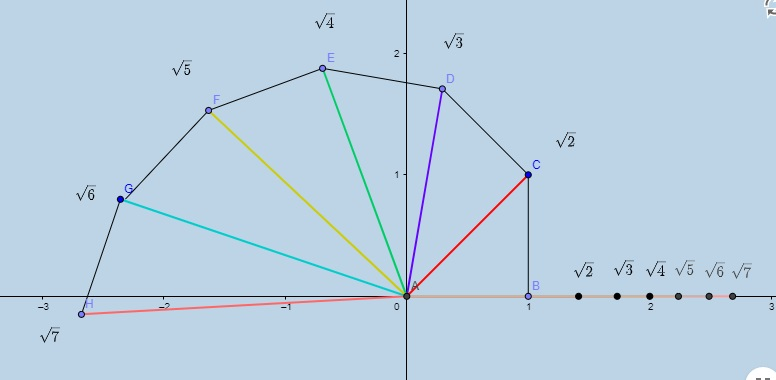 √4
√3
E
2
√5
D
F
√2
C
1
√6
G
√2 √3 √4 √5 √6 √7
A
B
H
−3 −2 −1 0 1 2 3
√7